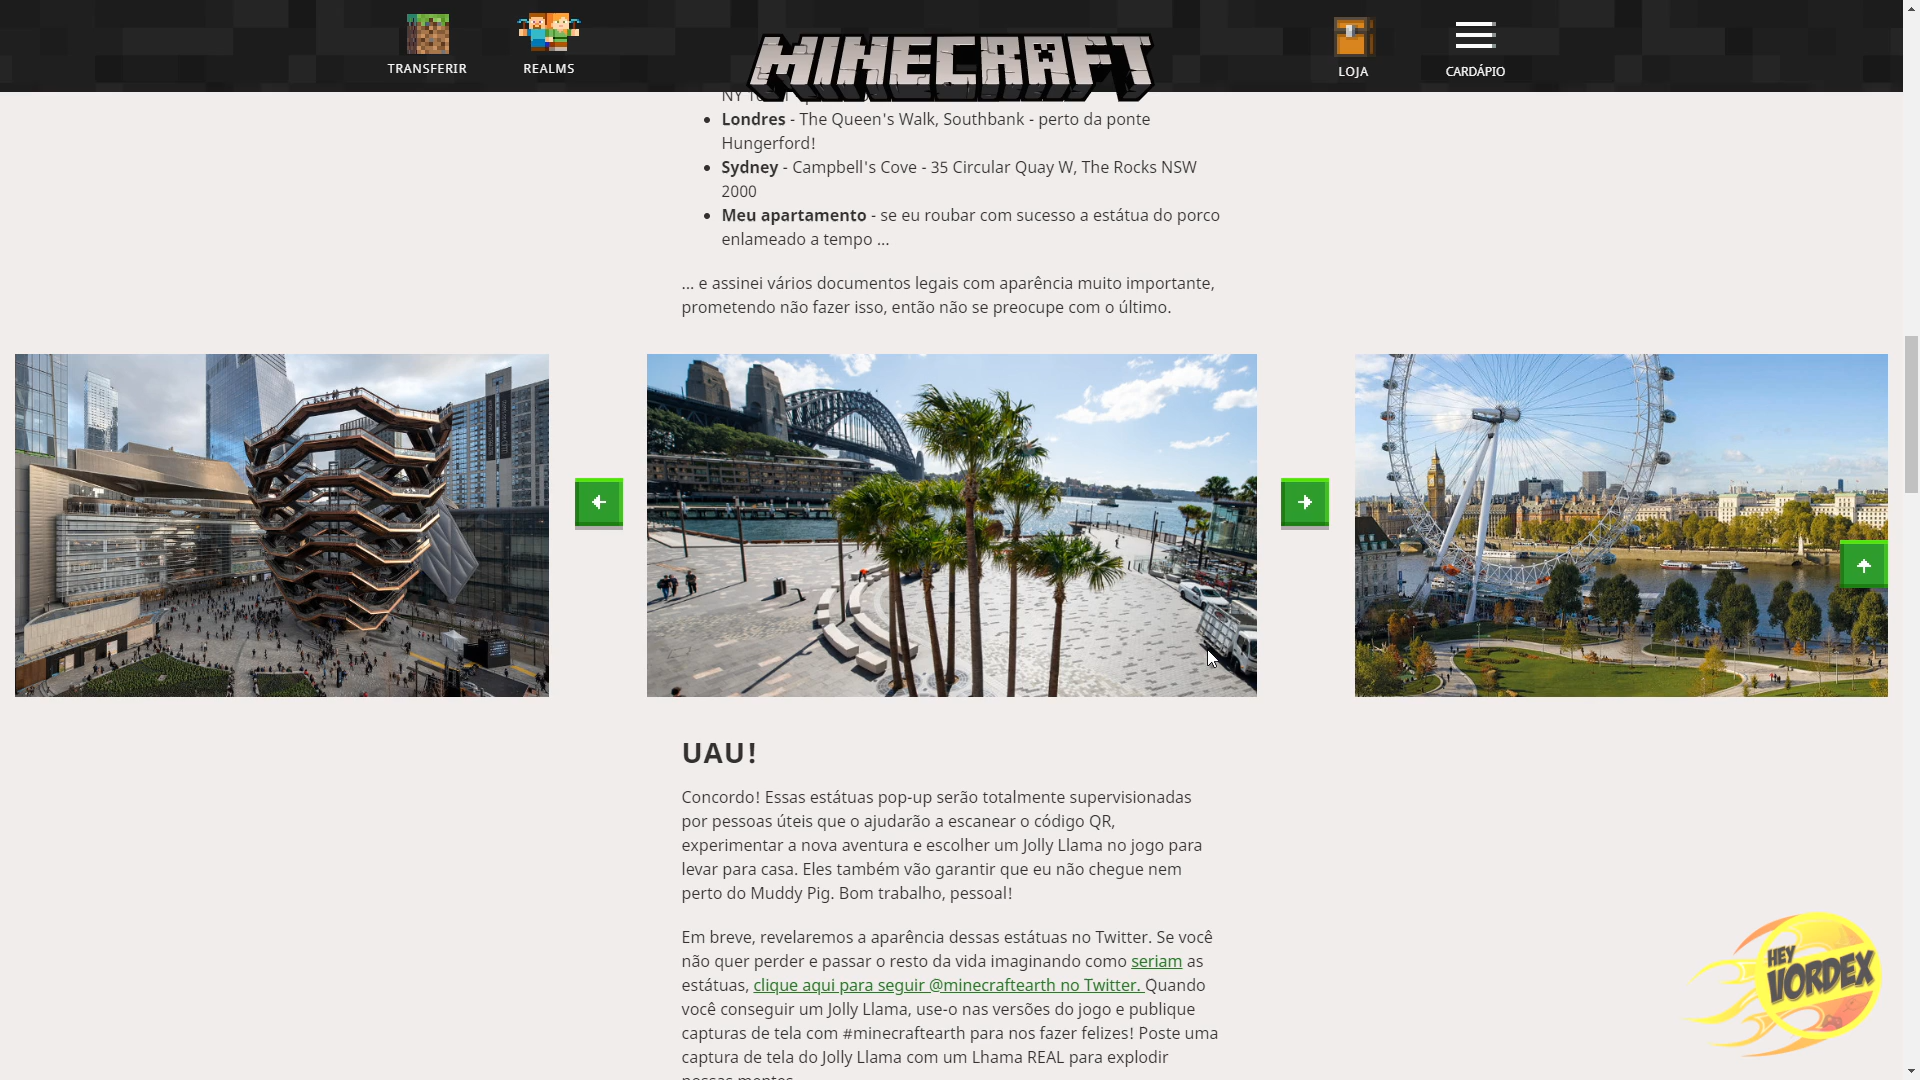 TRANSFERIR
REALMS
MINECRAFT
LOJA
CARDÁPIO
NY
Londres - The Queen's Walk, Southbank - perto da ponte
Hungerford!
Sydney - Campbell's Cove - 35 Circular Quay W, The Rocks NSW
2000
Meu apartamento - se eu roubar com sucesso a estátua do porco
enlameado a tempo ...
... e assinei vários documentos legais com aparência muito importante,
prometendo não fazer isso, então não se preocupe com o último.
UAU!
Concordo! Essas estátuas pop-up serão totalmente supervisionadas
por pessoas úteis que o ajudarão a escanear o código QR,
experimentar a nova aventura e escolher um Jolly Llama no jogo para
levar para casa. Eles também vão garantir que eu não chegue nem
perto do Muddy Pig. Bom trabalho, pessoal!
Em breve, revelaremos a aparência dessas estátuas no Twitter. Se você
não quer perder e passar o resto da vida imaginando como seriam as
estátuas, clique aqui para seguir @minecraftearth no Twitter. Quando
você conseguir um Jolly Llama, use-o nas versões do jogo e publique
capturas de tela com #minecraftearth para nos fazer felizes! Poste uma
captura de tela do Jolly Llama com um Lhama REAL para explodir
HEY
VORDEX